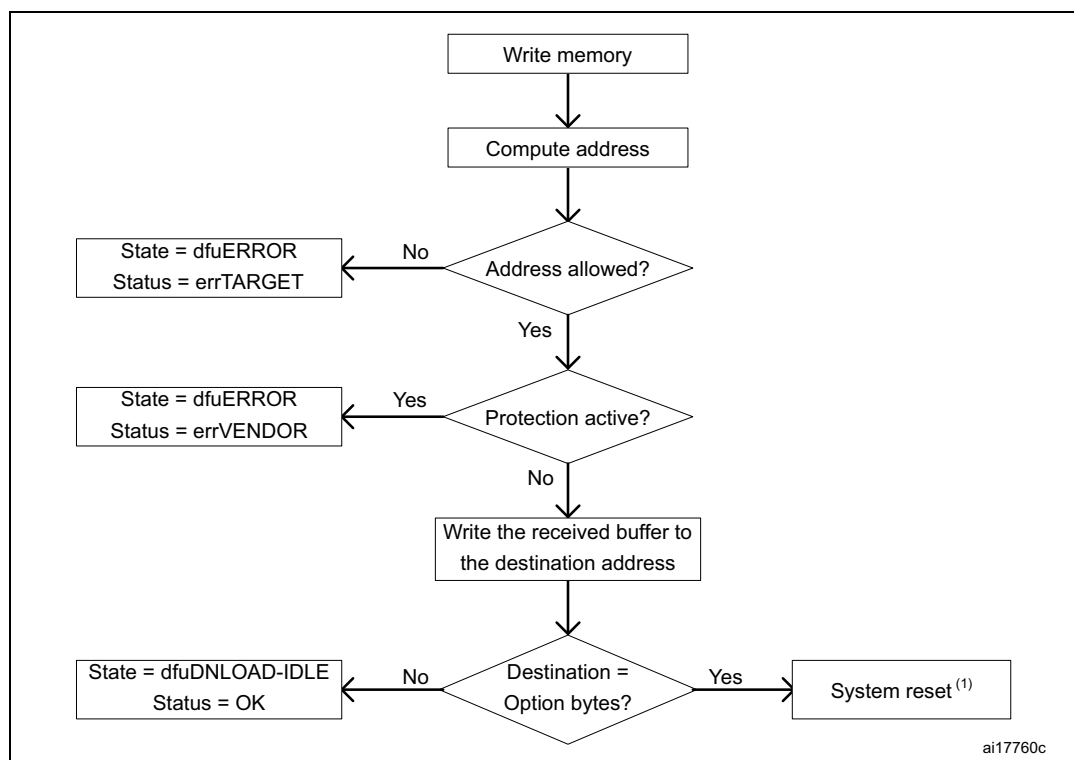 Write memory
Compute address
No
State = dfuERROR
Status = errTARGET
Address allowed?
Yes
State = dfuERROR
Status = errVENDOR
Yes
Protection active?
No
Write the received buffer to
the destination address
State = dfuDNLOAD-IDLE
Status = OK
No
Destination =
Option bytes?
Yes
System reset (1)
ai17760c